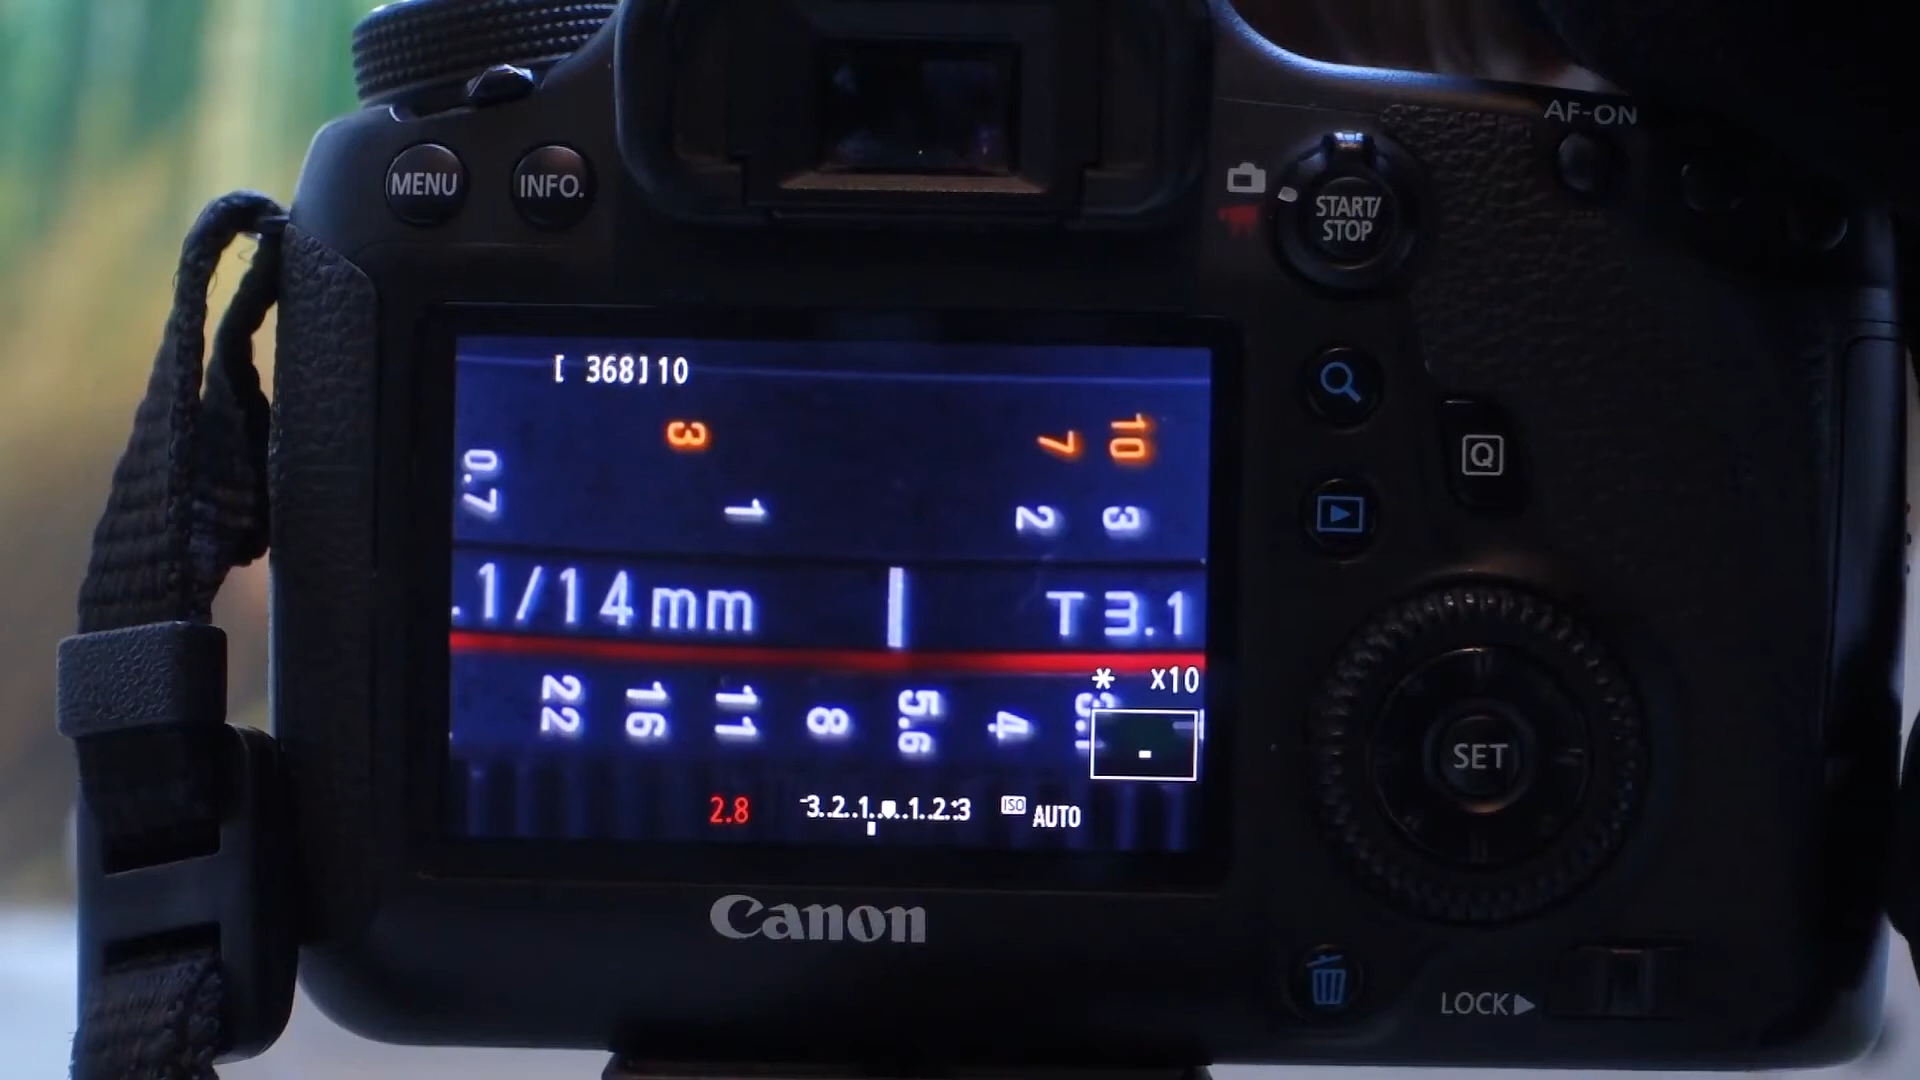 AF-ON
MENU INFO.
START/
STOP
[ 368]10
3 7 10
0.7 1 2 3
Q
.1/14mm T3.1
* x10
22 16 11 8 5.6 4
2.8 -3..2..1..0..1..2..+3 ISO AUTO
SET
Canon
LOCK▶